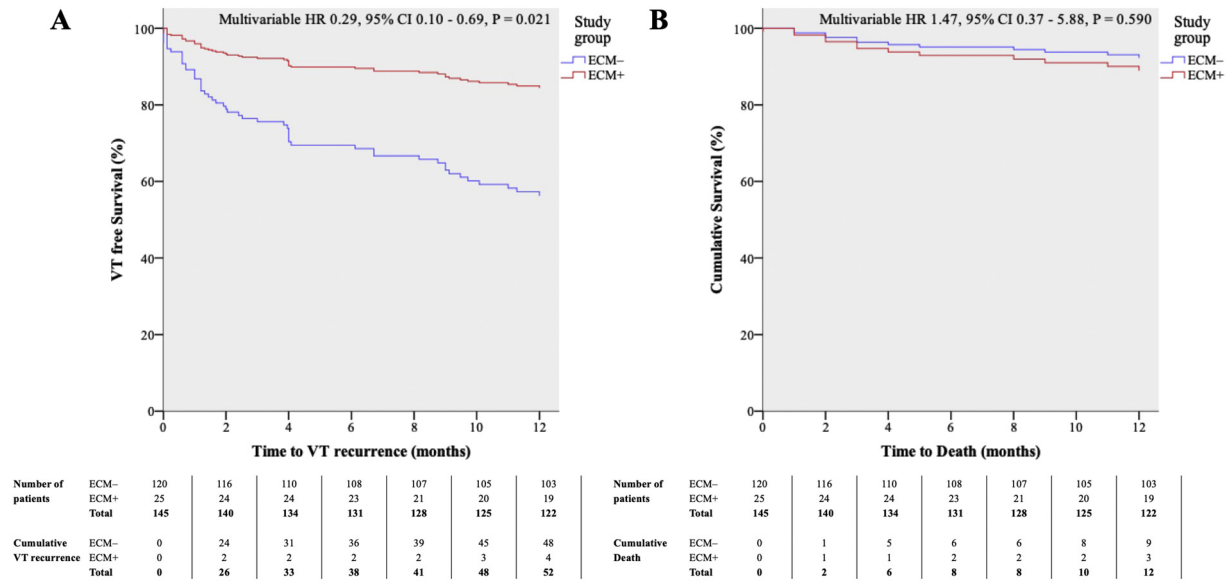 A
Multivariable HR 0.29, 95% CI 0.10 - 0.69, P = 0.021
Study
group
ECM−
ECM+
100
80
60
40
20
0
VT free Survival (%)
0 2 4 6 8 10 12
Time to VT recurrence (months)
Number of patients ECM− 120 116 110 108 107 105 103
ECM+ 25 24 24 23 21 20 19
Total 145 140 134 131 128 125 122
Cumulative VT recurrence ECM− 0 24 31 36 39 45 48
ECM+ 0 2 2 2 2 3 4
Total 0 26 33 38 41 48 52
B
Multivariable HR 1.47, 95% CI 0.37 - 5.88, P = 0.590
Study
group
ECM−
ECM+
100
80
60
40
20
0
Cumulative Survival (%)
0 2 4 6 8 10 12
Time to Death (months)
Number of patients ECM− 120 116 110 108 107 105 103
ECM+ 25 24 24 23 21 20 19
Total 145 140 134 131 128 125 122
Cumulative Death ECM− 0 1 5 6 6 8 9
ECM+ 0 1 1 2 2 2 3
Total 0 2 6 8 8 10 12